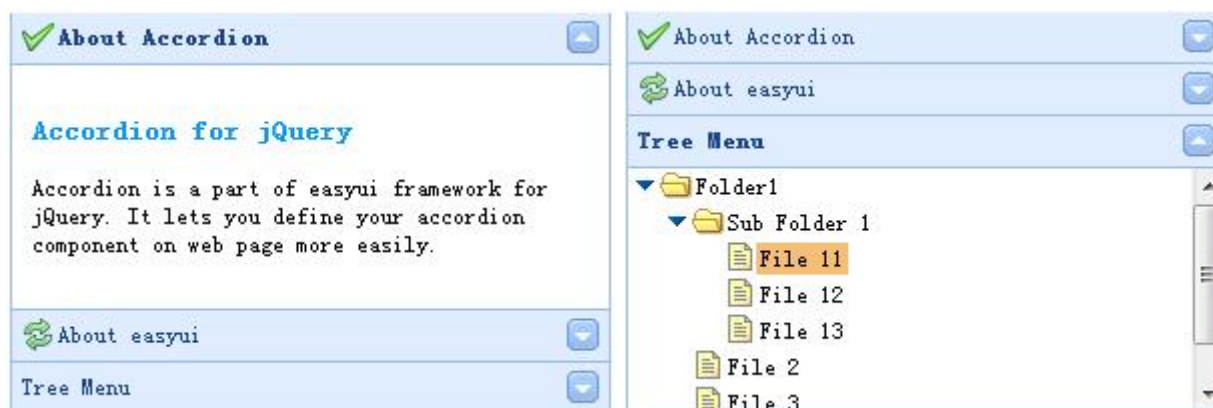 About Accordion
Accordion for jQuery
Accordion is a part of easyui framework for
jQuery. It lets you define your accordion
component on web page more easily.
About easyui
Tree Menu
About Accordion
About easyui
Tree Menu
Folder1
Sub Folder 1
File 11
File 12
File 13
File 2
File 3